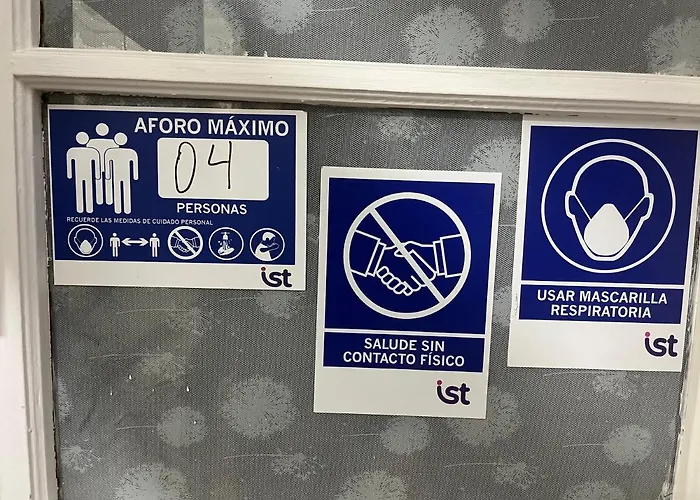 AFORO MÁXIMO
04
PERSONAS
RECUERDE LAS MEDIDAS DE CUIDADO PERSONAL
ist
SALUDE SIN
CONTACTO FÍSICO
ist
USAR MASCARILLA
RESPIRATORIA
ist